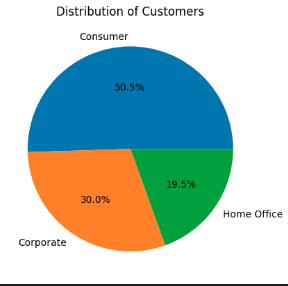 Distribution of Customers
Consumer
50.5%
19.5%
30.0%
Home Office
Corporate